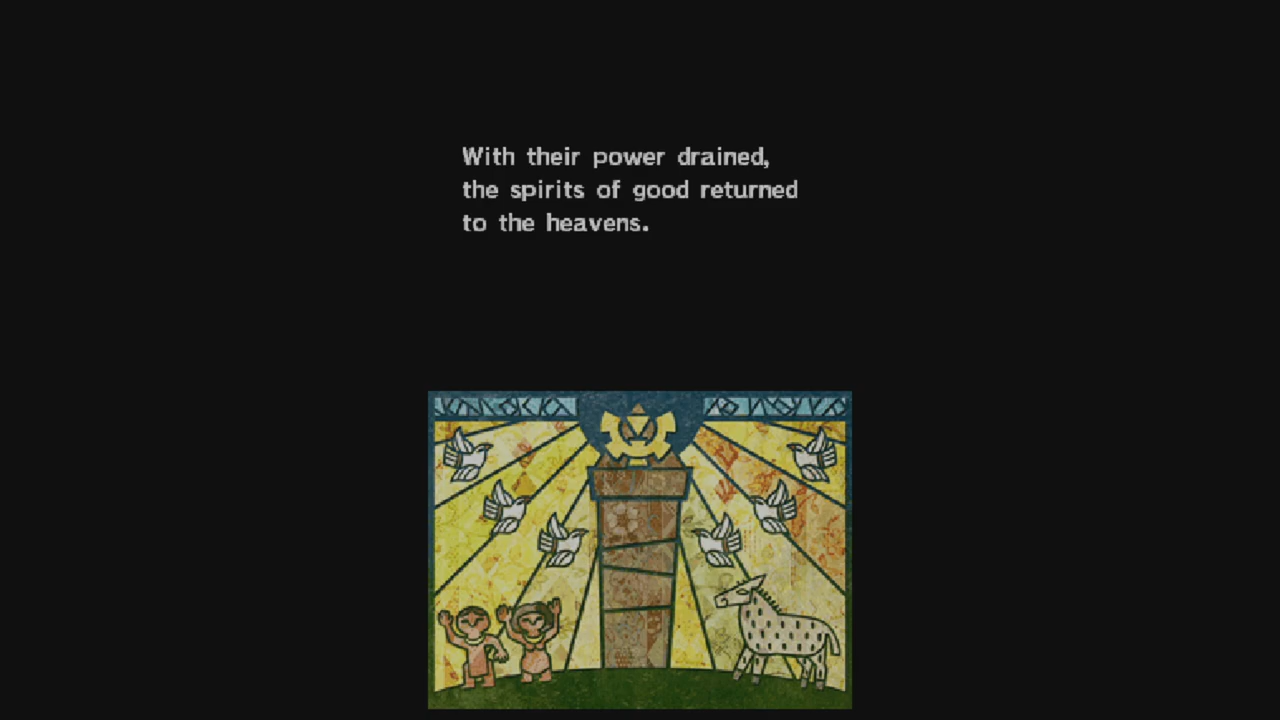 With their power drained,
the spirits of good returned
to the heavens.